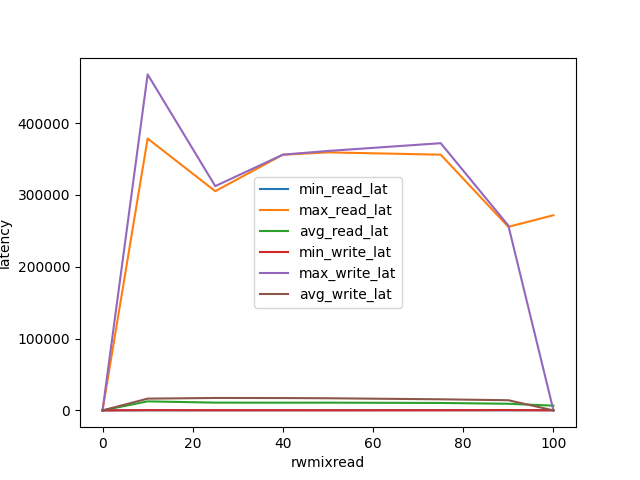 400000
300000
200000
100000
0
latency
min_read_lat
max_read_lat
avg_read_lat
min_write_lat
max_write_lat
avg_write_lat
0 20 40 60 80 100
rwmixread